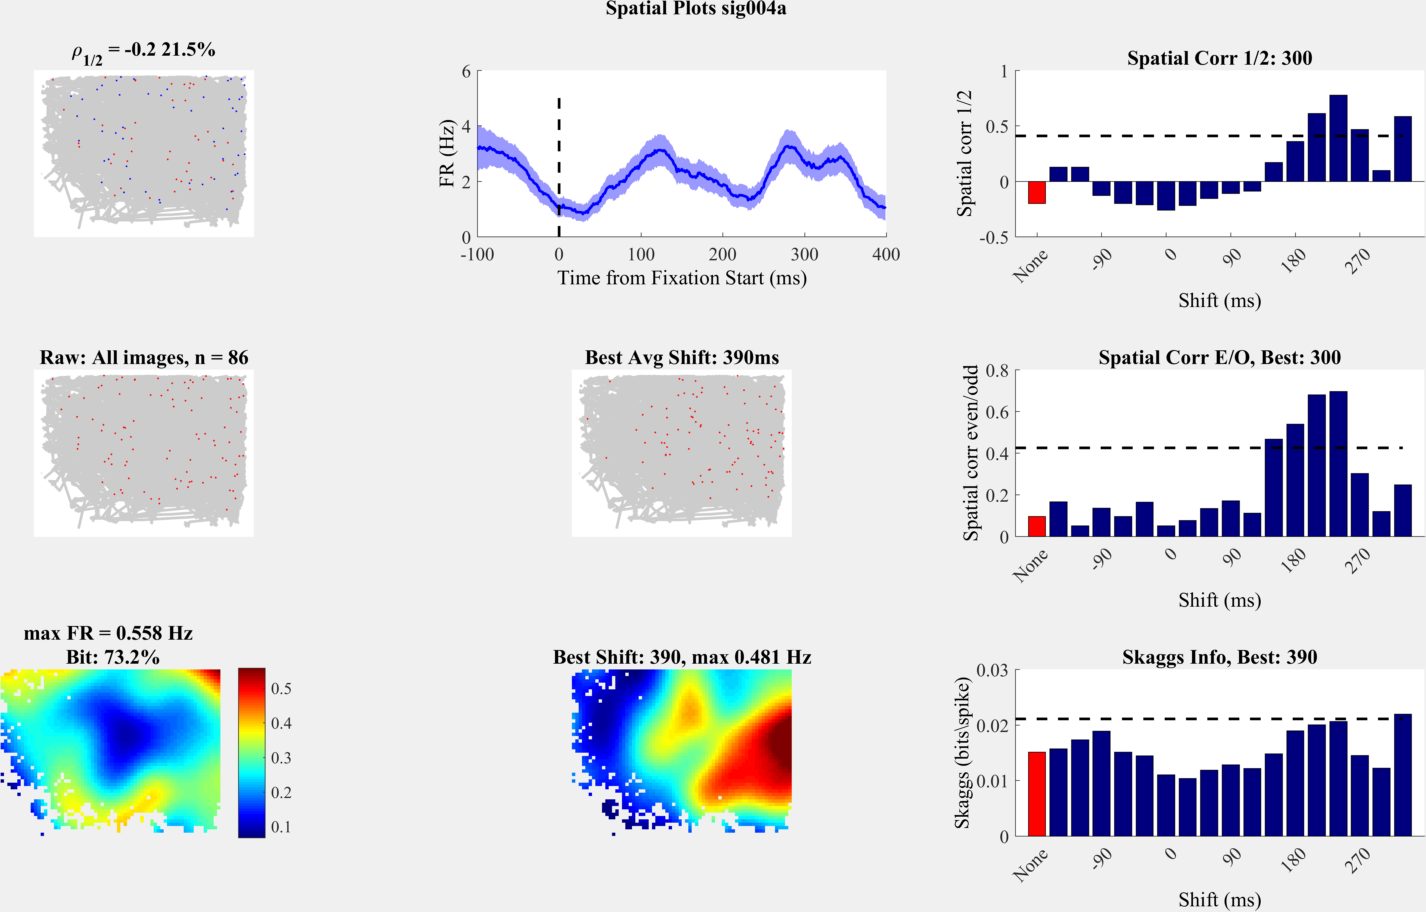 Spatial Plots sig004a
ρ1/2 = -0.2 21.5%
6
4
2
0
FR (Hz)
-100 0 100 200 300 400
Time from Fixation Start (ms)
Spatial Corr 1/2: 300
1
0.5
0
-0.5
Spatial corr 1/2
None -90 0 90 180 270
Shift (ms)
Raw: All images, n = 86
Best Avg Shift: 390ms
Spatial Corr E/O, Best: 300
0.8
0.6
0.4
0.2
0
Spatial corr even/odd
None -90 0 90 180 270
Shift (ms)
max FR = 0.558 Hz
Bit: 73.2%
0.5
0.4
0.3
0.2
0.1
Best Shift: 390, max 0.481 Hz
Skaggs Info, Best: 390
0.03
0.02
0.01
0
Skaggs (bits\spike)
None -90 0 90 180 270
Shift (ms)